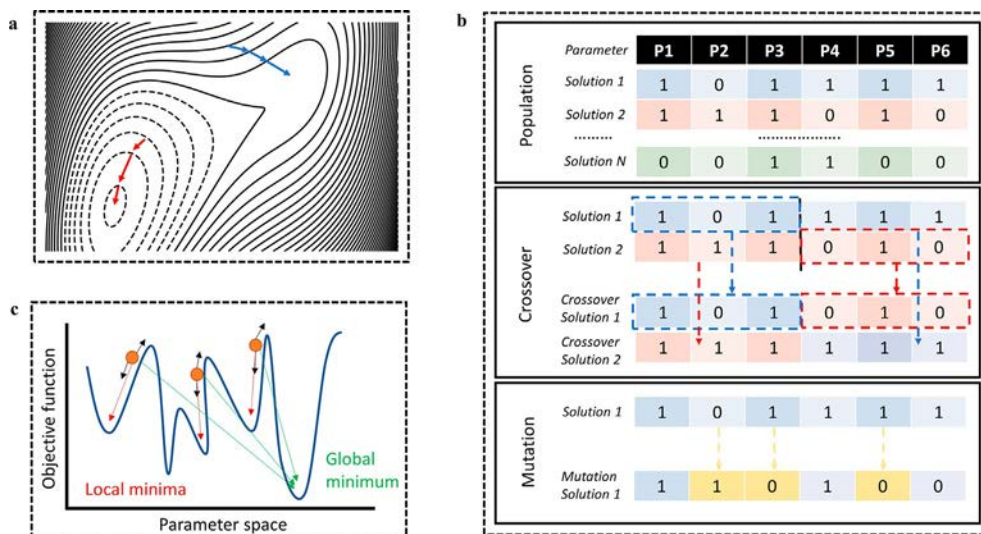 a
b
Population
Parameter P1 P2 P3 P4 P5 P6
Solution 1 1 0 1 1 1 1
Solution 2 1 1 1 0 1 0
......... ..................
Solution N 0 0 1 1 0 0
Crossover
Solution 1 1 0 1 1 1 1
Solution 2 1 1 1 0 1 0
Crossover
Solution 1 1 0 1 0 1 0
Crossover
Solution 2 1 1 1 1 1 1
Mutation
Solution 1 1 0 1 1 1 1
Mutation
Solution 1 1 1 0 1 0 0
c
Objective function
Local minima
Global
minimum
Parameter space